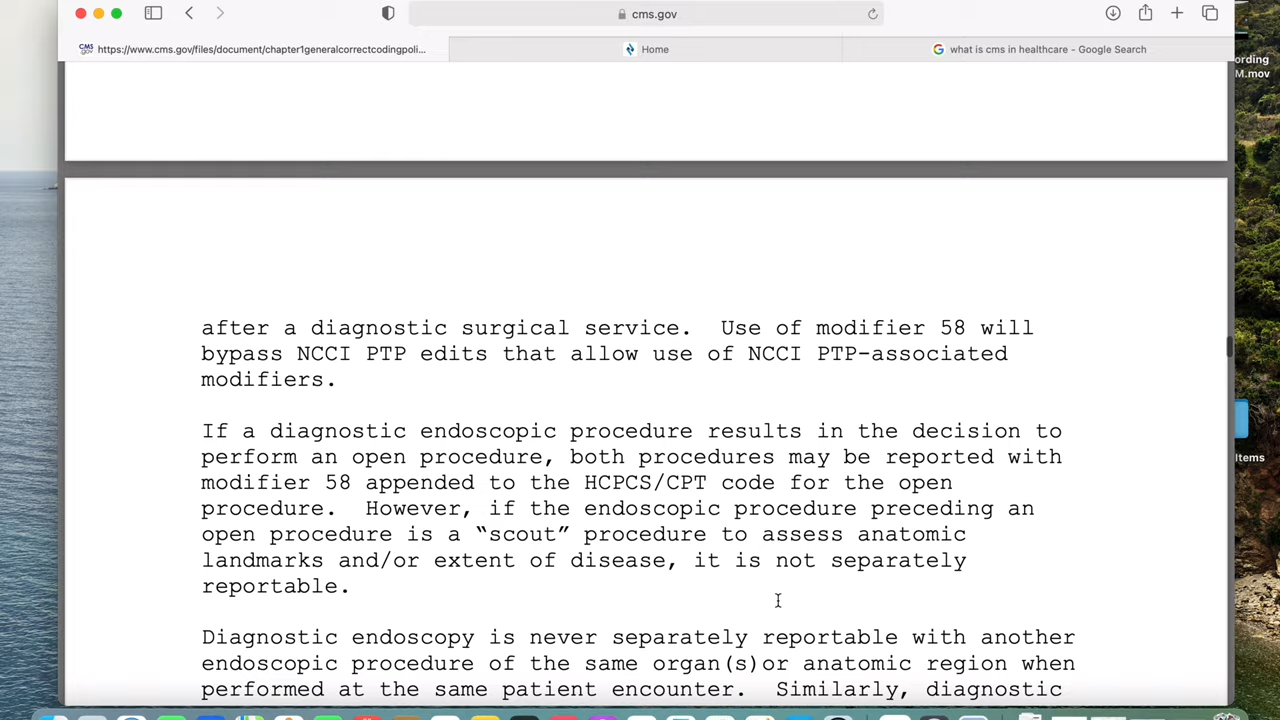 cms.gov
CMS
.gov
https://www.cms.gov/files/document/chapter1generalcorrectcodingpoli...
Home
what is cms in healthcare - Google Search
ording
M.mov
after a diagnostic surgical service.  Use of modifier 58 will
bypass NCCI PTP edits that allow use of NCCI PTP-associated
modifiers.
If a diagnostic endoscopic procedure results in the decision to
perform an open procedure, both procedures may be reported with
modifier 58 appended to the HCPCS/CPT code for the open
procedure.  However, if the endoscopic procedure preceding an
open procedure is a “scout” procedure to assess anatomic
landmarks and/or extent of disease, it is not separately
reportable.
Items
Diagnostic endoscopy is never separately reportable with another
endoscopic procedure of the same organ(s)or anatomic region when
performed at the same patient encounter.  Similarly, diagnostic